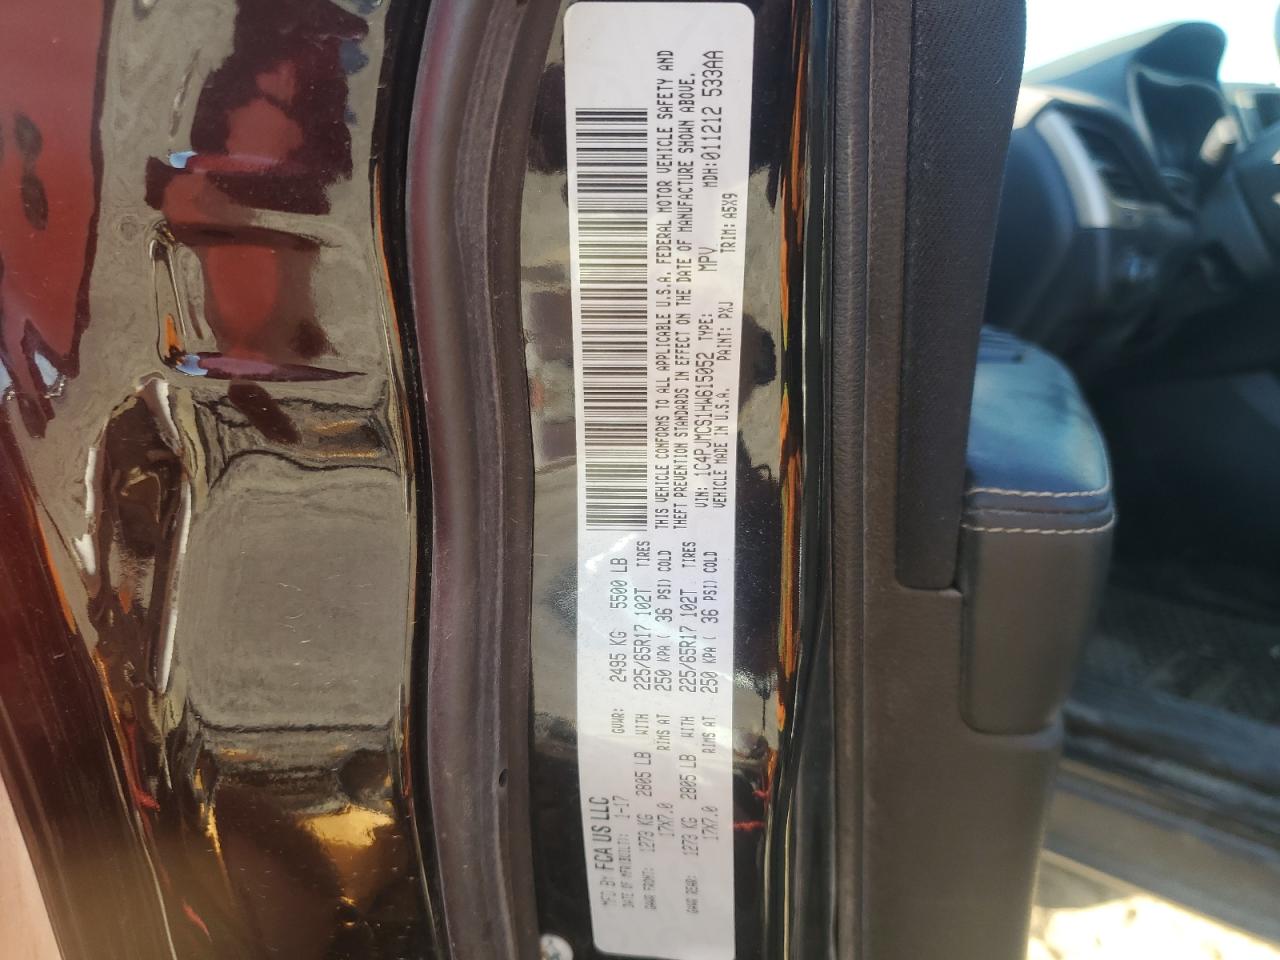 MFD BY FCA US LLC
DATE OF MFR(BUILT): 1-17 GVWR: 2495 KG 5500 LB
GAWR FRONT: 1273 KG 2805 LB WITH 225/65R17 102T TIRES
17X7.0 RIMS AT 250 KPA ( 36 PSI) COLD
GAWR REAR: 1273 KG 2805 LB WITH 225/65R17 102T TIRES
17X7.0 RIMS AT 250 KPA ( 36 PSI) COLD
THIS VEHICLE CONFORMS TO ALL APPLICABLE U.S.A. FEDERAL MOTOR VEHICLE SAFETY AND
THEFT PREVENTION STANDARDS IN EFFECT ON THE DATE OF MANUFACTURE SHOWN ABOVE.
VIN: 1C4PJMCS1HW615052 TYPE: MPV MDH:011212 533AA
VEHICLE MADE IN U.S.A. PAINT: PXJ TRIM: A5X9